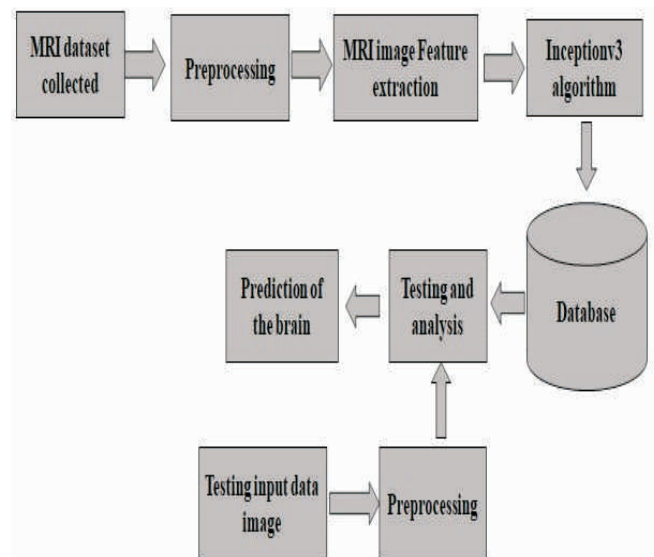 MRI dataset
collected
Preprocessing
MRI image Feature
extraction
Inceptionv3
algorithm
Database
Testing and
analysis
Prediction of
the brain
Testing input data
image
Preprocessing